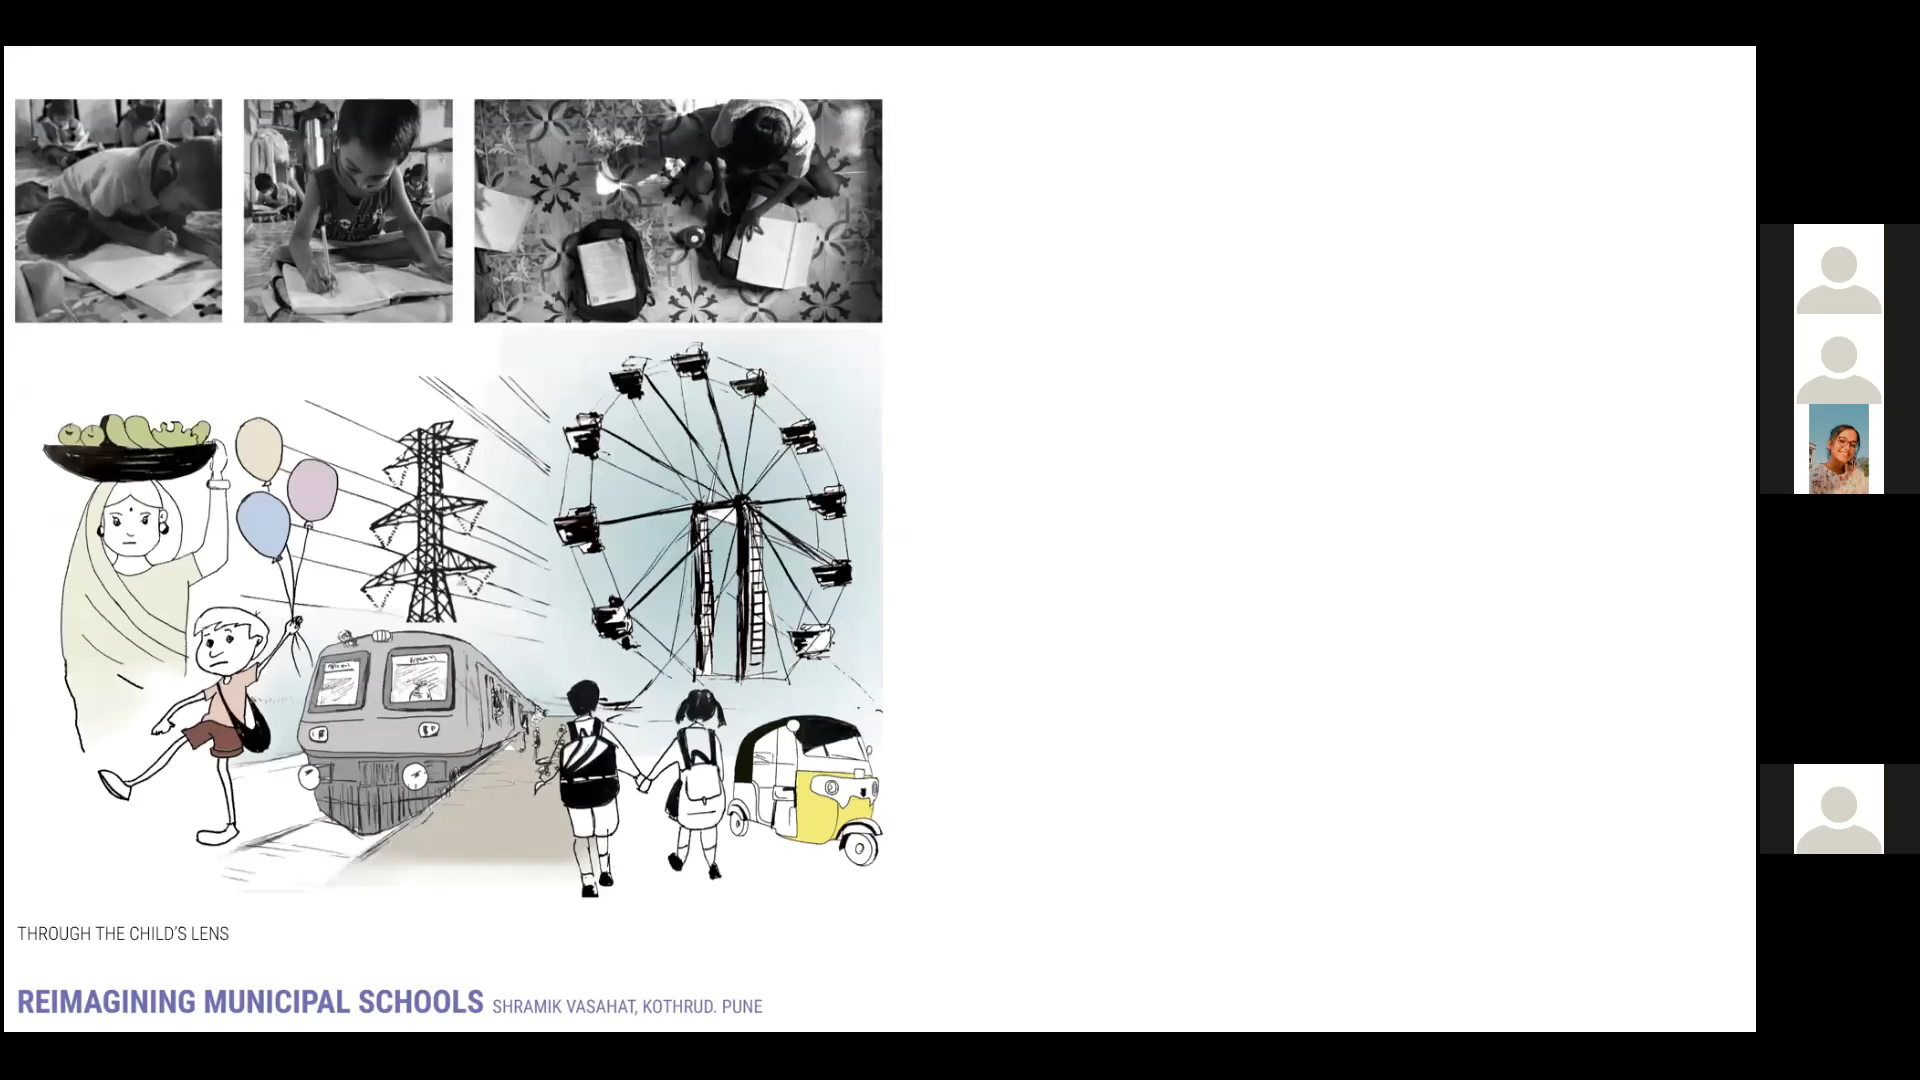 THROUGH THE CHILD'S LENS
REIMAGINING MUNICIPAL SCHOOLS SHRAMIK VASAHAT, KOTHRUD. PUNE